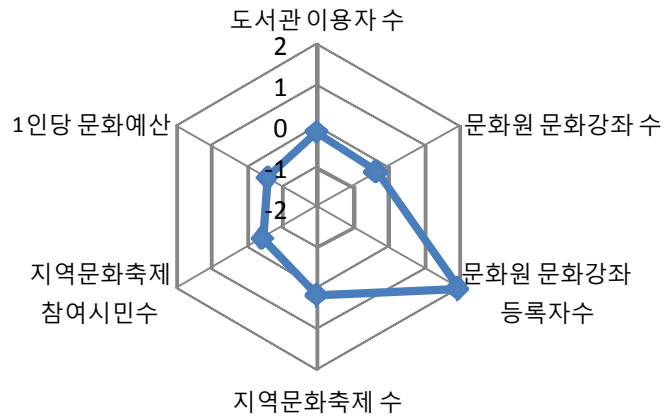 도서관 이용자 수
2
1
0
-1
-2
1인당 문화예산
문화원 문화강좌 수
지역문화축제
참여시민수
문화원 문화강좌
등록자수
지역문화축제 수